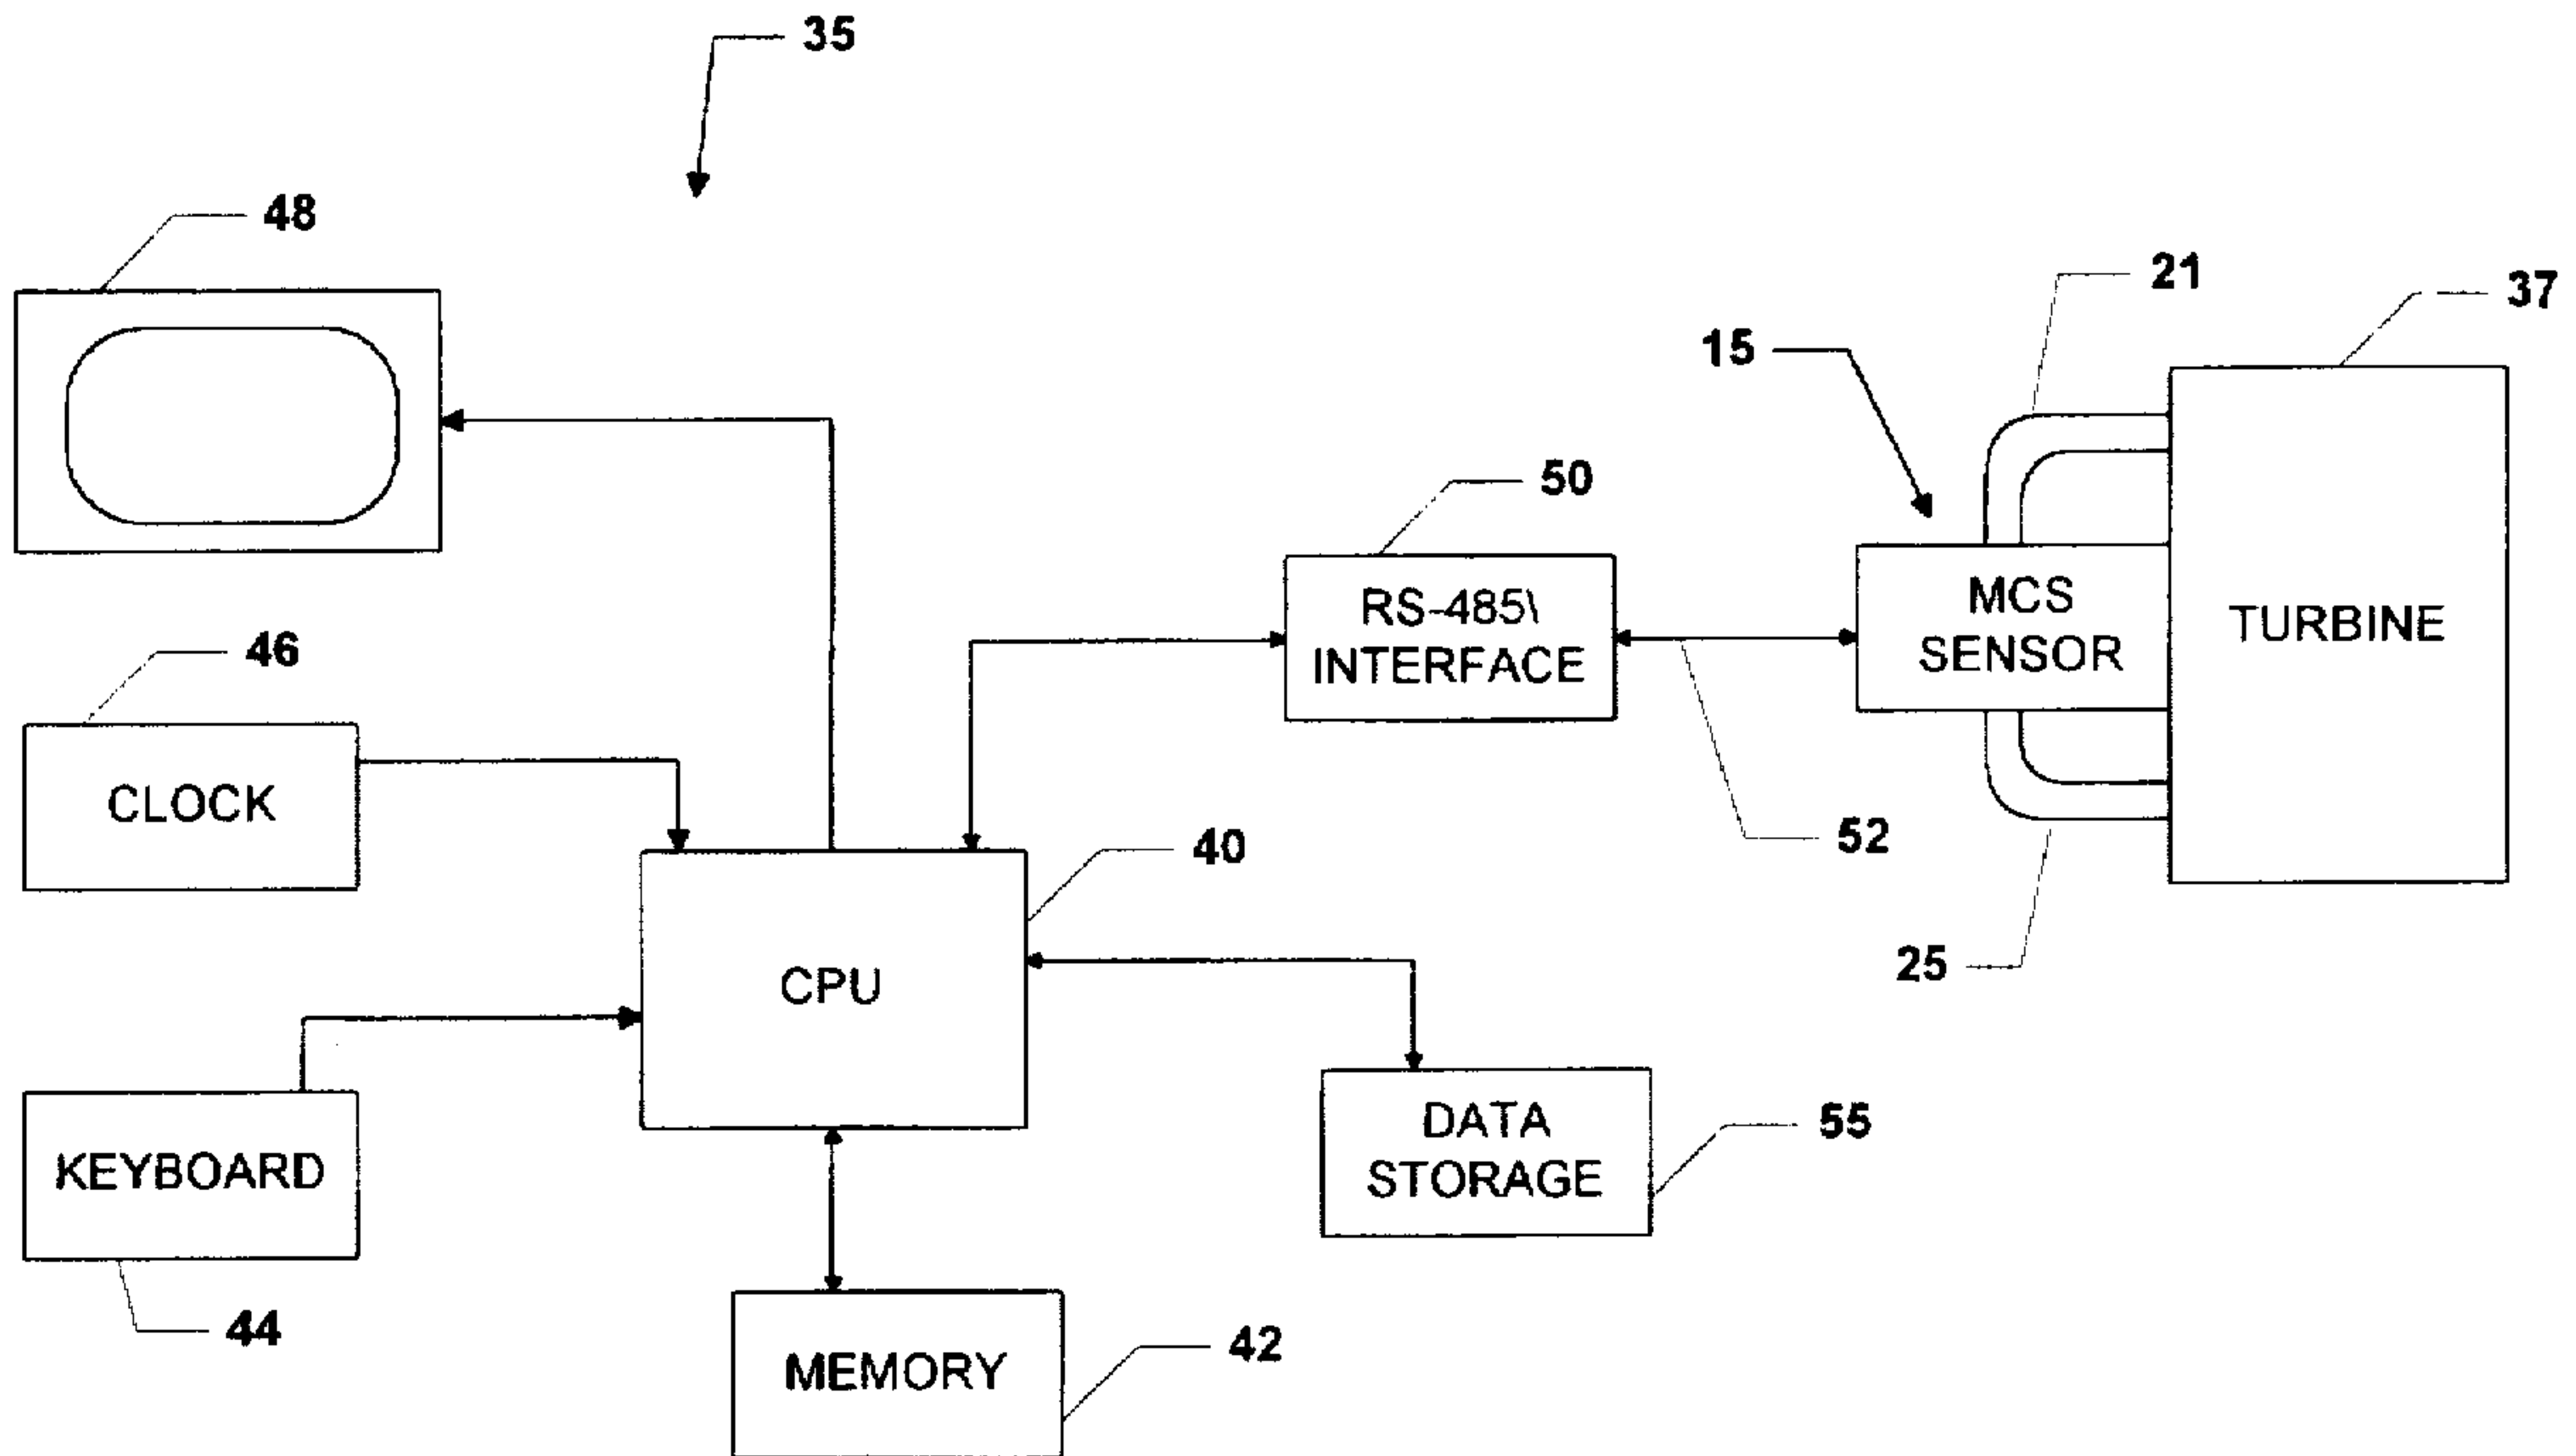 35
48
21
37
15
50
RS-485\
INTERFACE
MCS
SENSOR
TURBINE
46
CLOCK
52
40
25
CPU
KEYBOARD
DATA
STORAGE
55
44
MEMORY
42